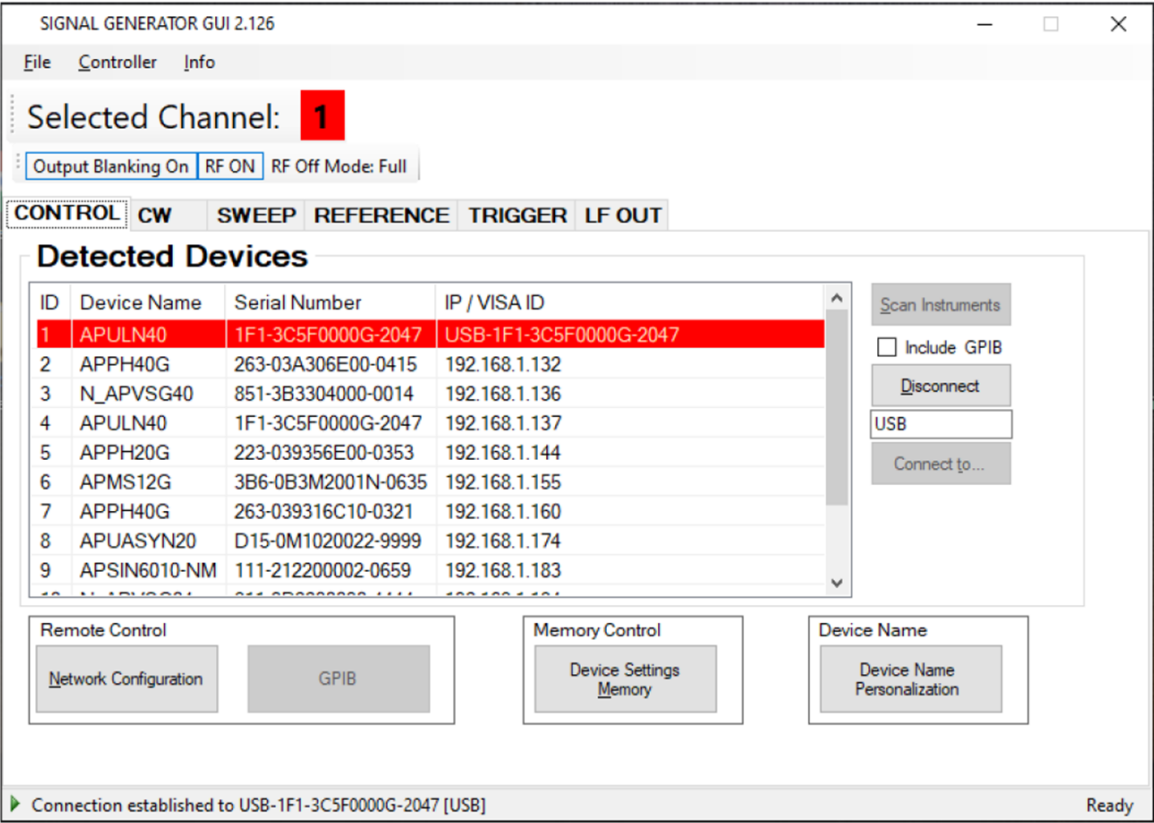 SIGNAL GENERATOR GUI 2.126
File Controller Info
Selected Channel: 1
Output Blanking On RF ON RF Off Mode: Full
CONTROL CW SWEEP REFERENCE TRIGGER LF OUT
Detected Devices
ID Device Name Serial Number IP / VISA ID
1 APULN40 1F1-3C5F0000G-2047 USB-1F1-3C5F0000G-2047
2 APPH40G 263-03A306E00-0415 192.168.1.132
3 N_APVSG40 851-3B3304000-0014 192.168.1.136
4 APULN40 1F1-3C5F0000G-2047 192.168.1.137
5 APPH20G 223-039356E00-0353 192.168.1.144
6 APMS12G 3B6-0B3M2001N-0635 192.168.1.155
7 APPH40G 263-039316C10-0321 192.168.1.160
8 APUASYN20 D15-0M1020022-9999 192.168.1.174
9 APSIN6010-NM 111-212200002-0659 192.168.1.183
Scan Instruments
Include GPIB
Disconnect
USB
Connect to...
Remote Control
Network Configuration GPIB
Memory Control
Device Settings
Memory
Device Name
Device Name
Personalization
Connection established to USB-1F1-3C5F0000G-2047 [USB] Ready